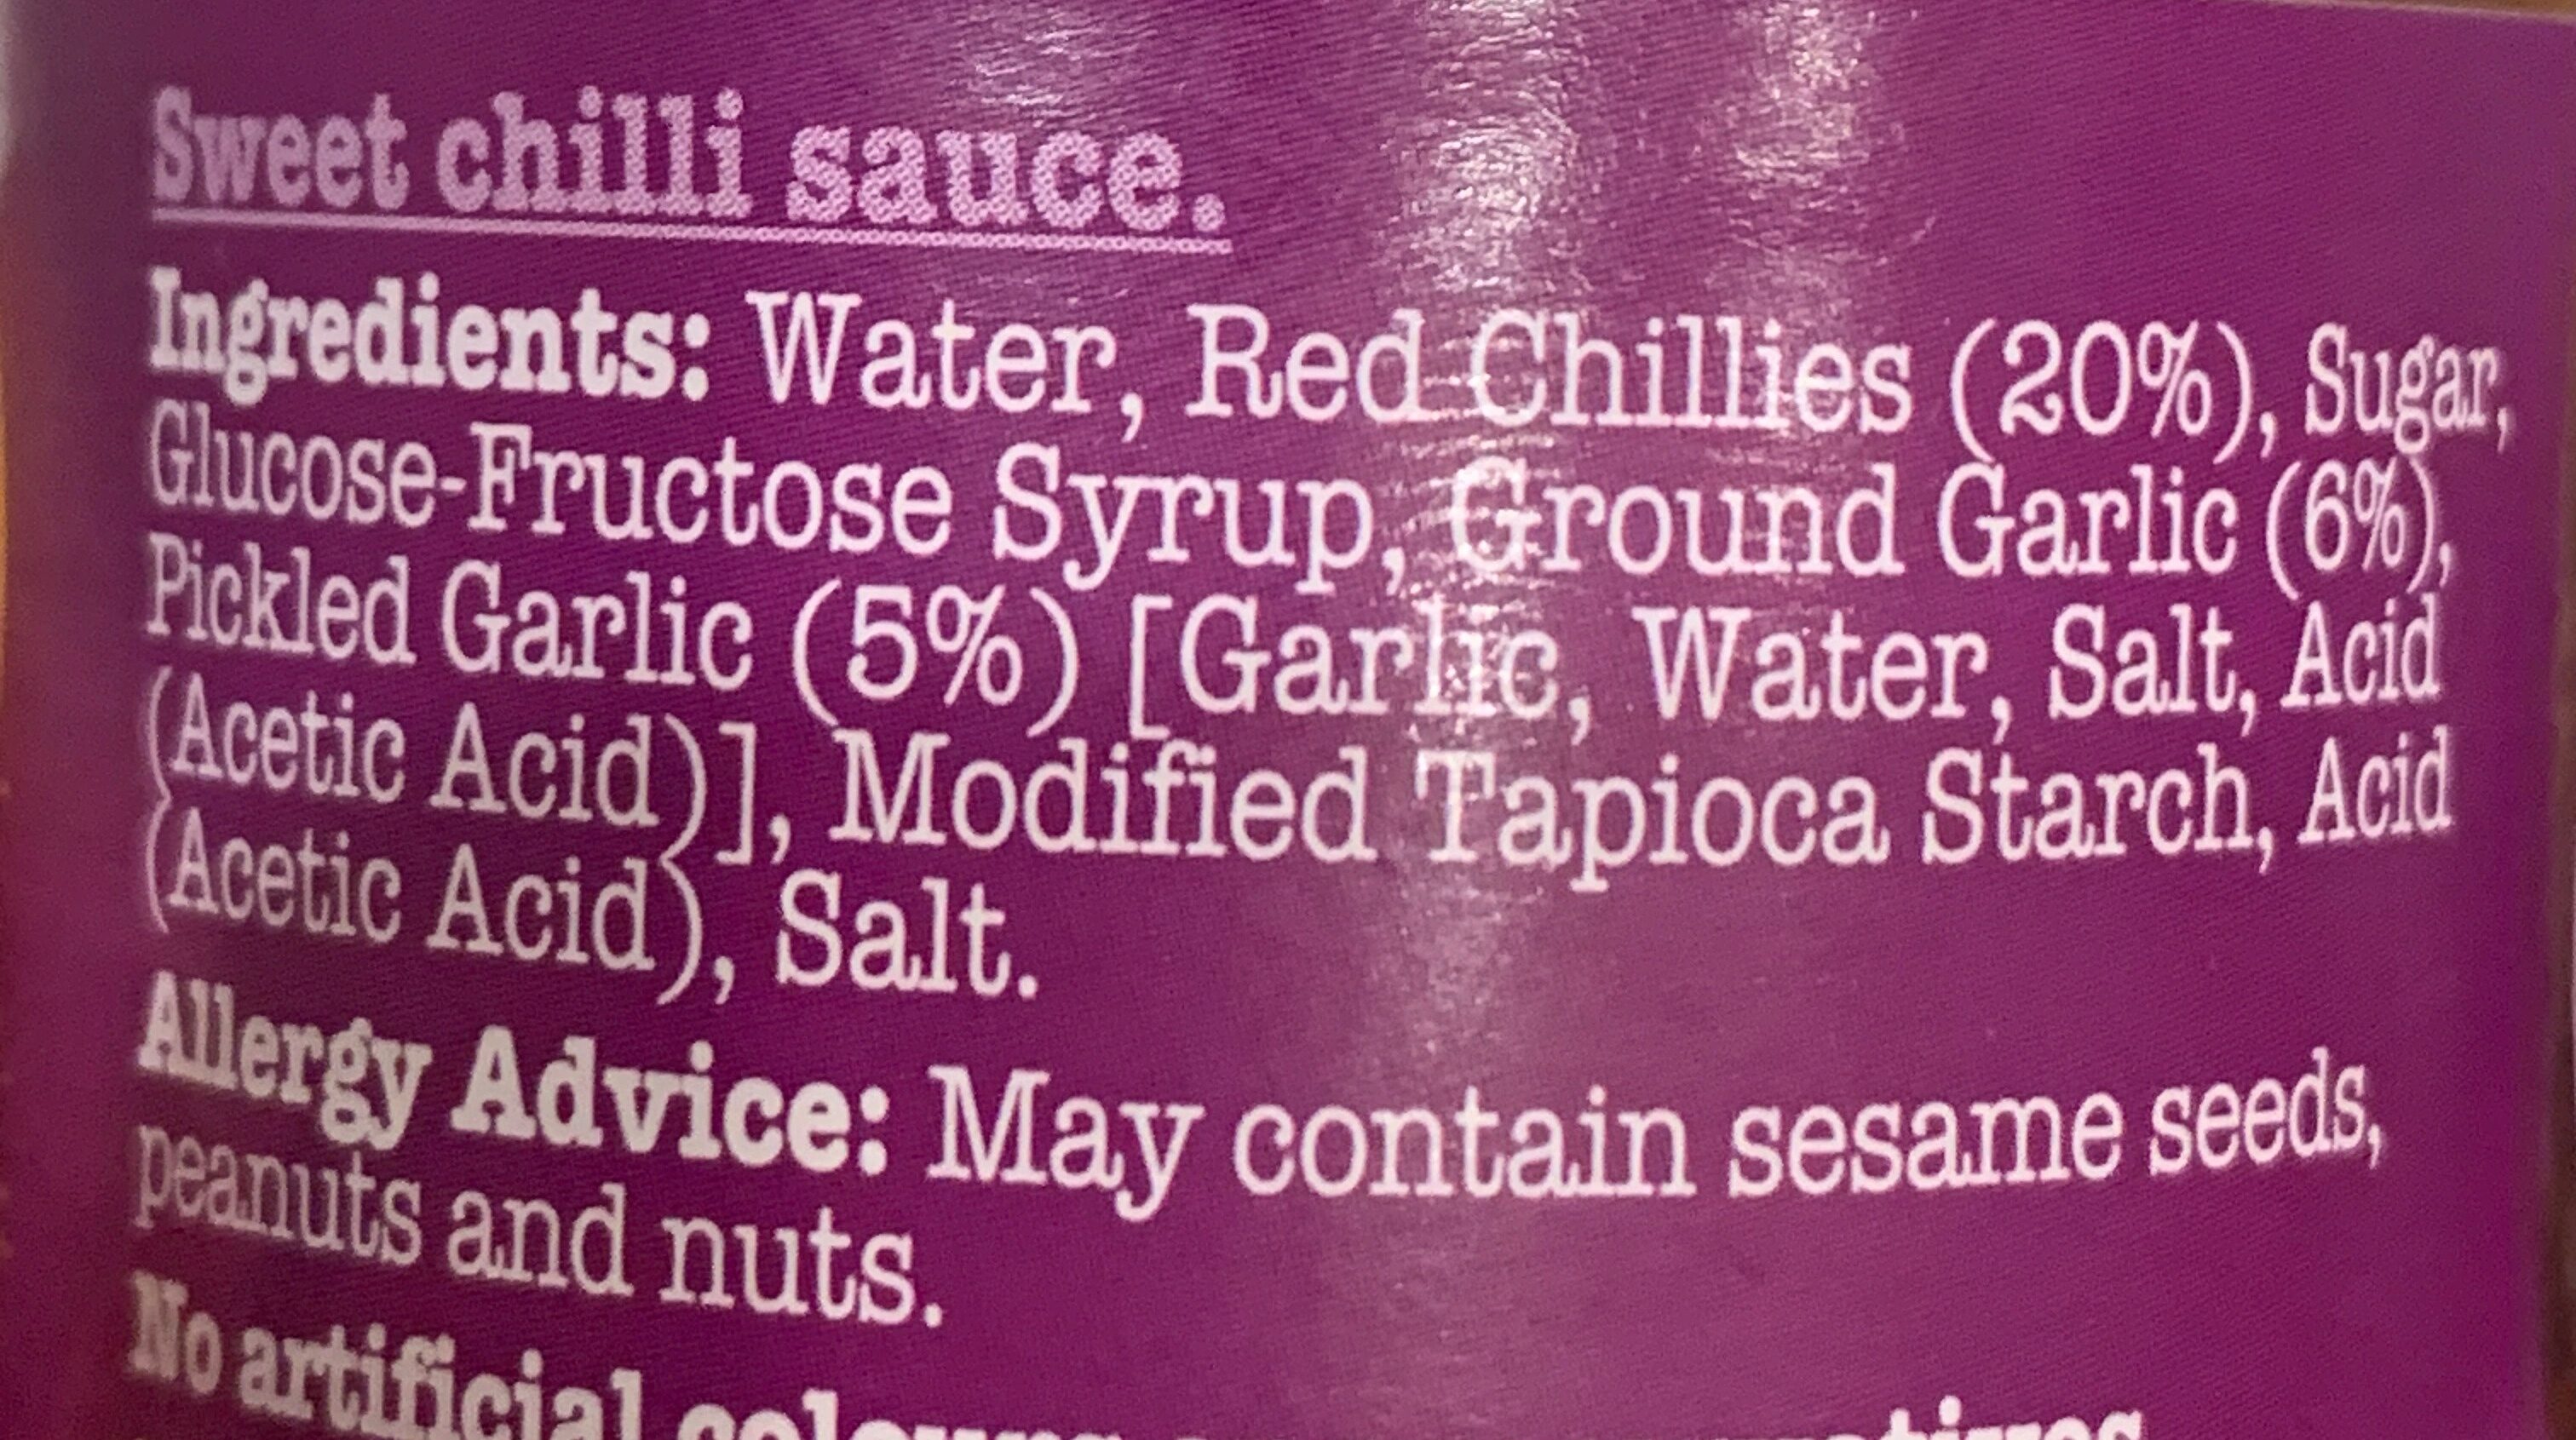 Sweet chilli sauce.
Ingredients: Water, Red Chillies (20%), Sugar,
Glucose-Fructose Syrup, Ground Garlic (6%),
Pickled Garlic (5%) [Garlic, Water, Salt, Acid
(Acetic Acid)], Modified Tapioca Starch, Acid
(Acetic Acid), Salt.
Allergy Advice: May contain sesame seeds,
peanuts and nuts.
No artificial